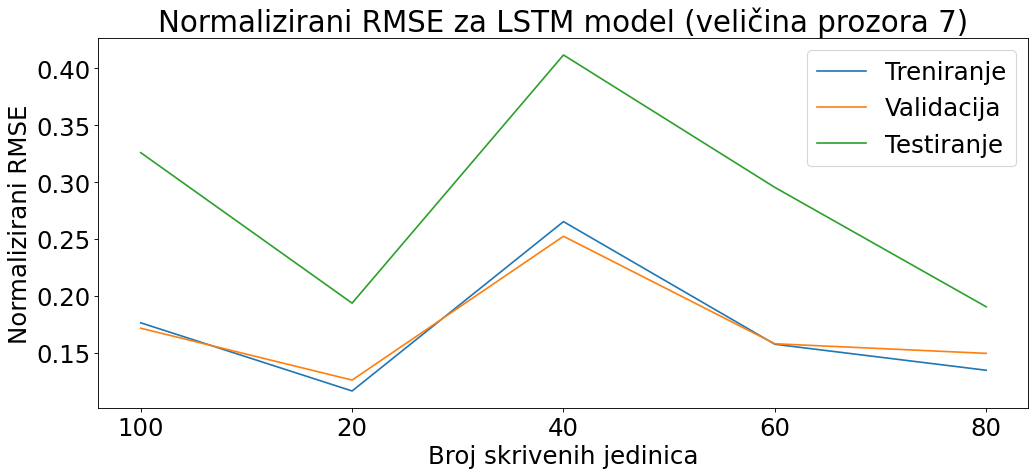 Normalizirani RMSE za LSTM model (veličina prozora 7)
Treniranje
Validacija
Testiranje
Normalizirani RMSE
0.40
0.35
0.30
0.25
0.20
0.15
100 20 40 60 80
Broj skrivenih jedinica